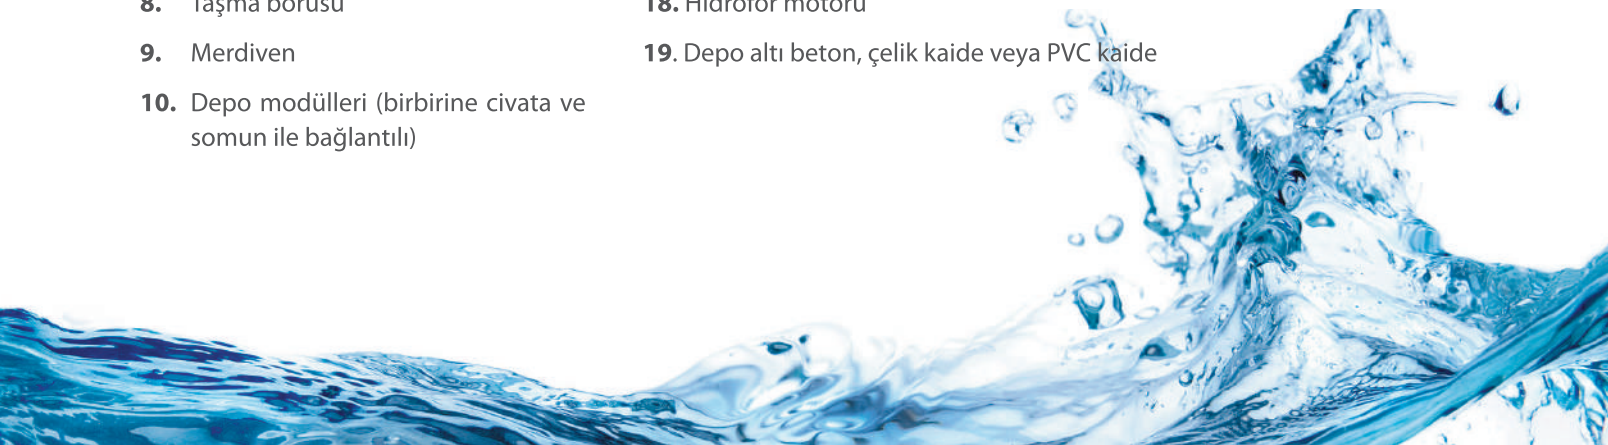 8. Taşma borusu
9. Merdiven
10. Depo modülleri (birbirine civata ve
somun ile bağlantılı)
18. Hidrofor motoru
19. Depo altı beton, çelik kaide veya PVC kaide